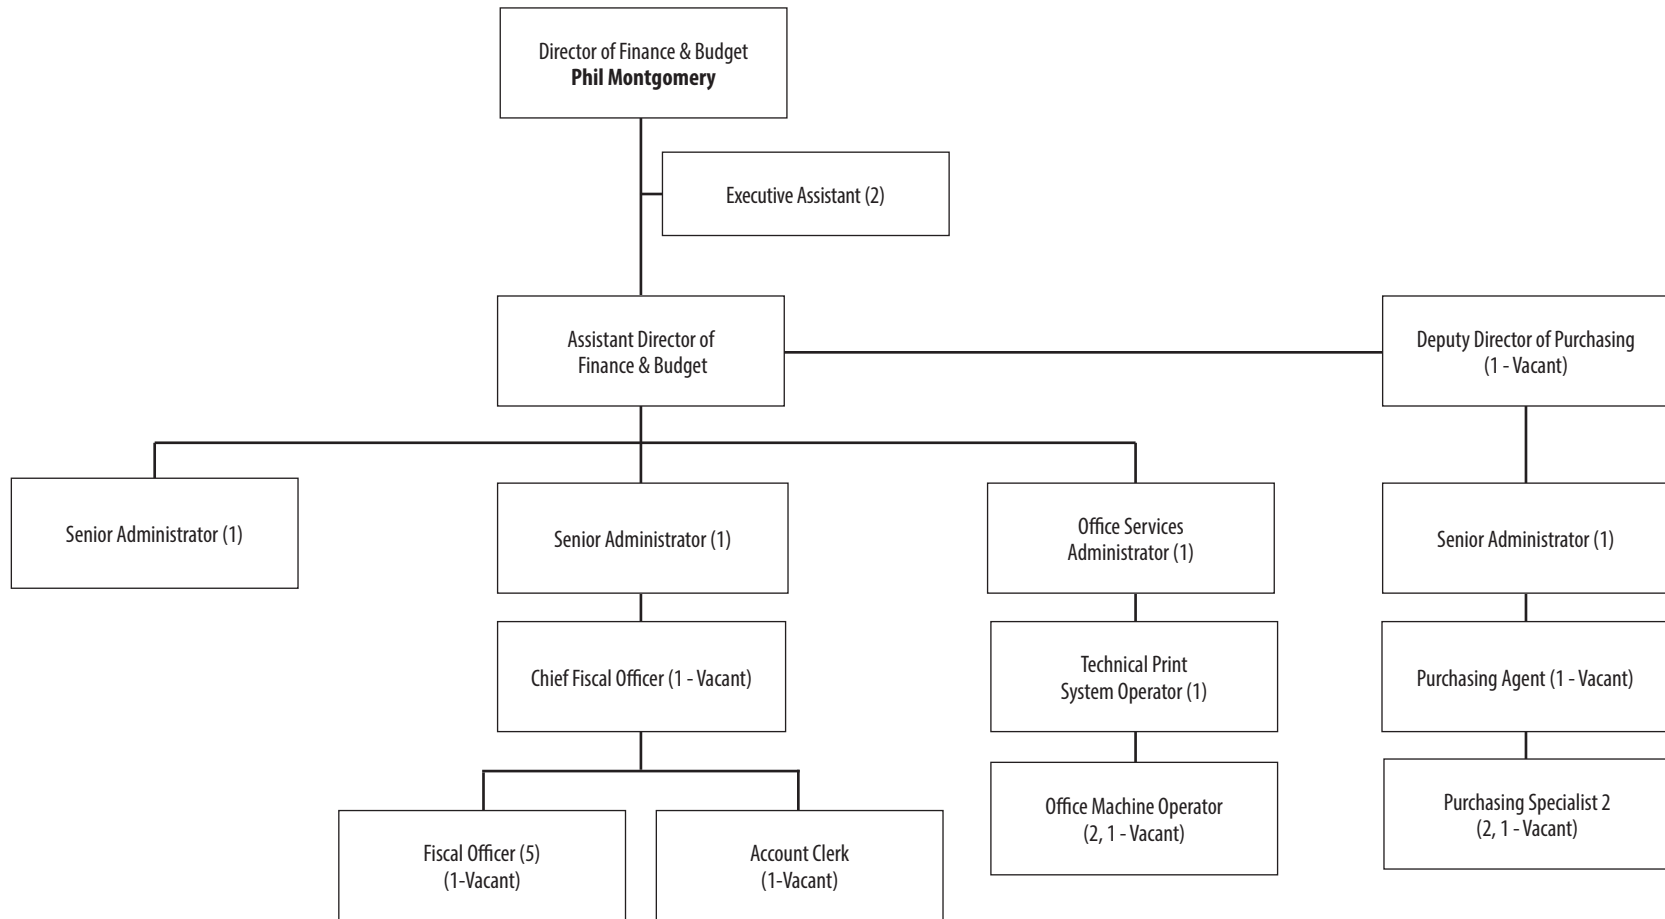 Director of Finance & Budget
Phil Montgomery
Executive Assistant (2)
Assistant Director of
Finance & Budget
Deputy Director of Purchasing
(1 - Vacant)
Senior Administrator (1)
Senior Administrator (1)
Office Services
Administrator (1)
Senior Administrator (1)
Chief Fiscal Officer (1 - Vacant)
Technical Print
System Operator (1)
Purchasing Agent (1 - Vacant)
Fiscal Officer (5)
(1-Vacant)
Account Clerk
(1-Vacant)
Office Machine Operator
(2, 1 - Vacant)
Purchasing Specialist 2
(2, 1 - Vacant)